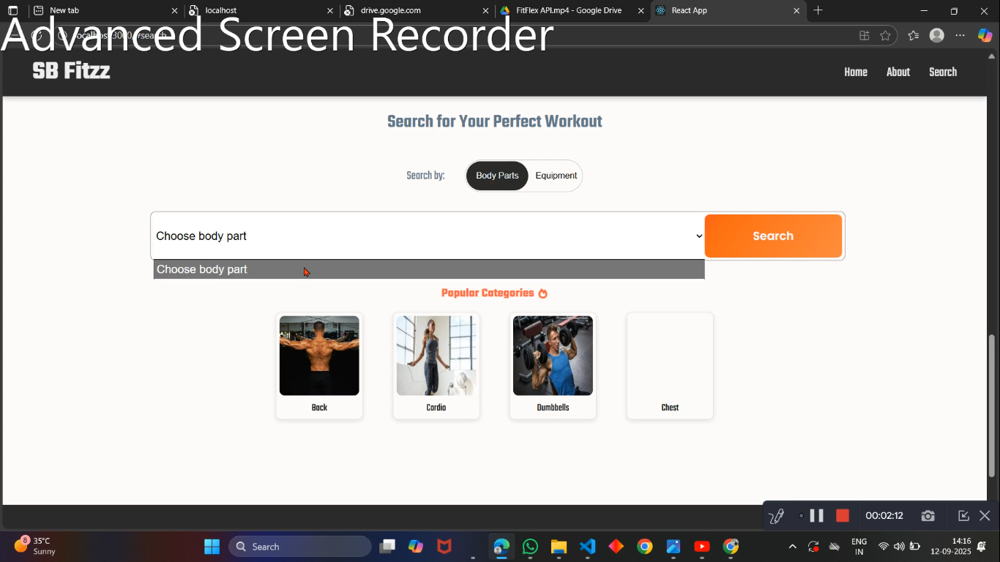 New tab
localhost
drive.google.com
FitFlex API.mp4 - Google Drive
React App
Advanced Screen Recorder
SB Fitzz
Home
About
Search
Search for Your Perfect Workout
Search by:
Body Parts
Equipment
Choose body part
Search
Choose body part
Popular Categories
Back
Cardio
Dumbbells
Chest
00:02:12
8
35°C
Sunny
Search
ENG
IN
14:16
12-09-2025